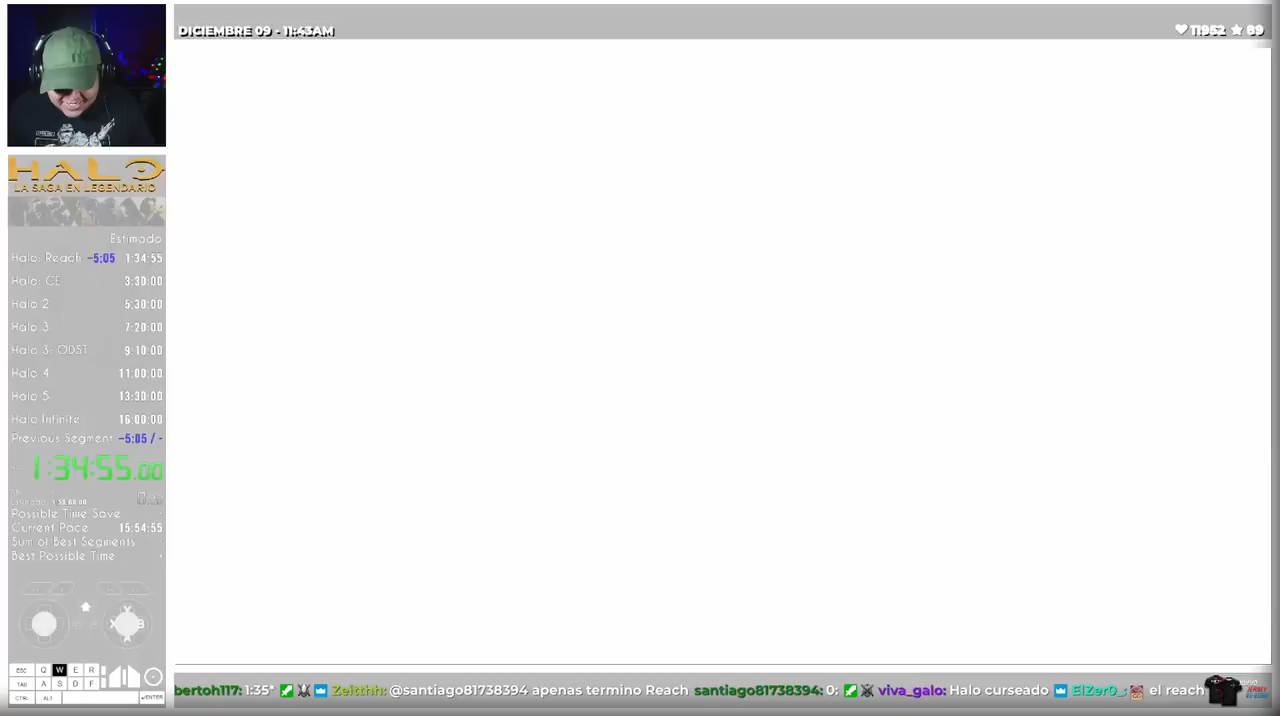 DICIEMBRE 09 - 11:43AM
11952 ★ 89
HALO
LA SAGA EN LEGENDARIO
Estimado
Halo: Reach -5:05 1:34:55
Halo: CE 3:30:00
Halo 2 5:30:00
Halo 3 7:20:00
Halo 3: ODST 9:10:00
Halo 4 11:00:00
Halo 5 13:30:00
Halo Infinite 16:00:00
Previous Segment -5:05 / -
1:34:55.00
Possible Time Save -
Current Pace 15:54:55
Sum of Best Segments -
Best Possible Time -
Y
X B
A
ESC Q W E R
TAB A S D F
CTRL ALT ENTER
bertoh117: 1:35* Zeitthh: @santiago81738394 apenas termino Reach santiago81738394: 0: viva_galo: Halo curseado ElZer0_: el reach